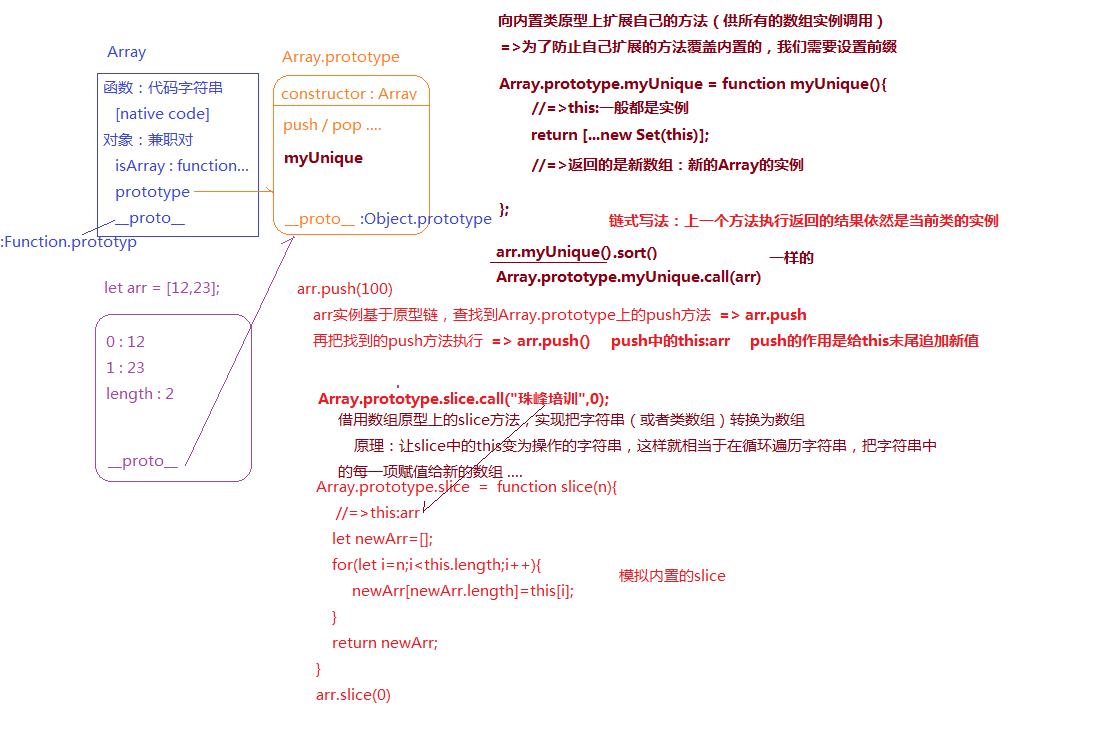 Array
函数：代码字符串
[native code]
对象：兼职对
isArray : function...
prototype
__proto__
:Function.prototyp
Array.prototype
constructor : Array
push / pop ....
myUnique
__proto__ :Object.prototype
let arr = [12,23];
0 : 12
1 : 23
length : 2
__proto__
向内置类原型上扩展自己的方法（供所有的数组实例调用）
=>为了防止自己扩展的方法覆盖内置的，我们需要设置前缀
Array.prototype.myUnique = function myUnique(){
//=>this:一般都是实例
return [...new Set(this)];
//=>返回的是新数组：新的Array的实例
};
链式写法：上一个方法执行返回的结果依然是当前类的实例
arr.myUnique().sort()
一样的
Array.prototype.myUnique.call(arr)
arr.push(100)
arr实例基于原型链，查找到Array.prototype上的push方法 => arr.push
再把找到的push方法执行 => arr.push() push中的this:arr push的作用是给this末尾追加新值
Array.prototype.slice.call("珠峰培训",0);
借用数组原型上的slice方法，实现把字符串（或者类数组）转换为数组
原理：让slice中的this变为操作的字符串，这样就相当于在循环遍历字符串，把字符串中
的每一项赋值给新的数组 ....
Array.prototype.slice = function slice(n){
//=>this:arr
let newArr=[];
for(let i=n;i<this.length;i++){
newArr[newArr.length]=this[i];
}
return newArr;
}
模拟内置的slice
arr.slice(0)